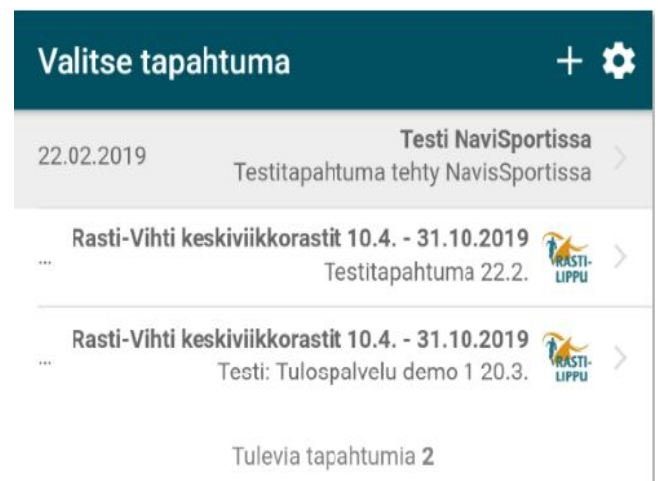 Valitse tapahtuma
22.02.2019
Testi NaviSportissa
Testitapahtuma tehty NavisSportissa
Rasti-Vihti keskiviikkorastit 10.4. - 31.10.2019
...
Testitapahtuma 22.2.
RASTI-
LIPPU
Rasti-Vihti keskiviikkorastit 10.4. - 31.10.2019
...
Testi: Tulospalvelu demo 1 20.3.
RASTI-
LIPPU
Tulevia tapahtumia 2